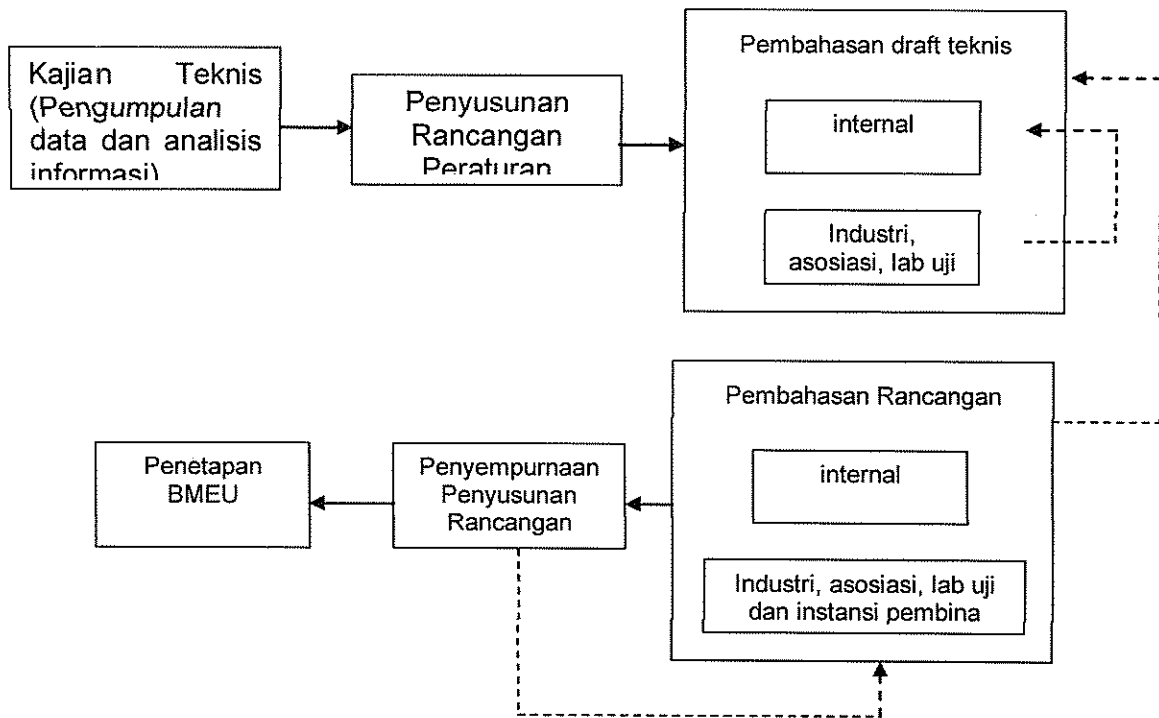 Kajian Teknis
(Pengumpulan
data dan analisis
informasi)
Penyusunan
Rancangan
Peraturan
Pembahasan draft teknis
internal
Industri,
asosiasi, lab uji
Pembahasan Rancangan
internal
Industri, asosiasi, lab uji
dan instansi pembina
Penyempurnaan
Penyusunan
Rancangan
Penetapan
BMEU